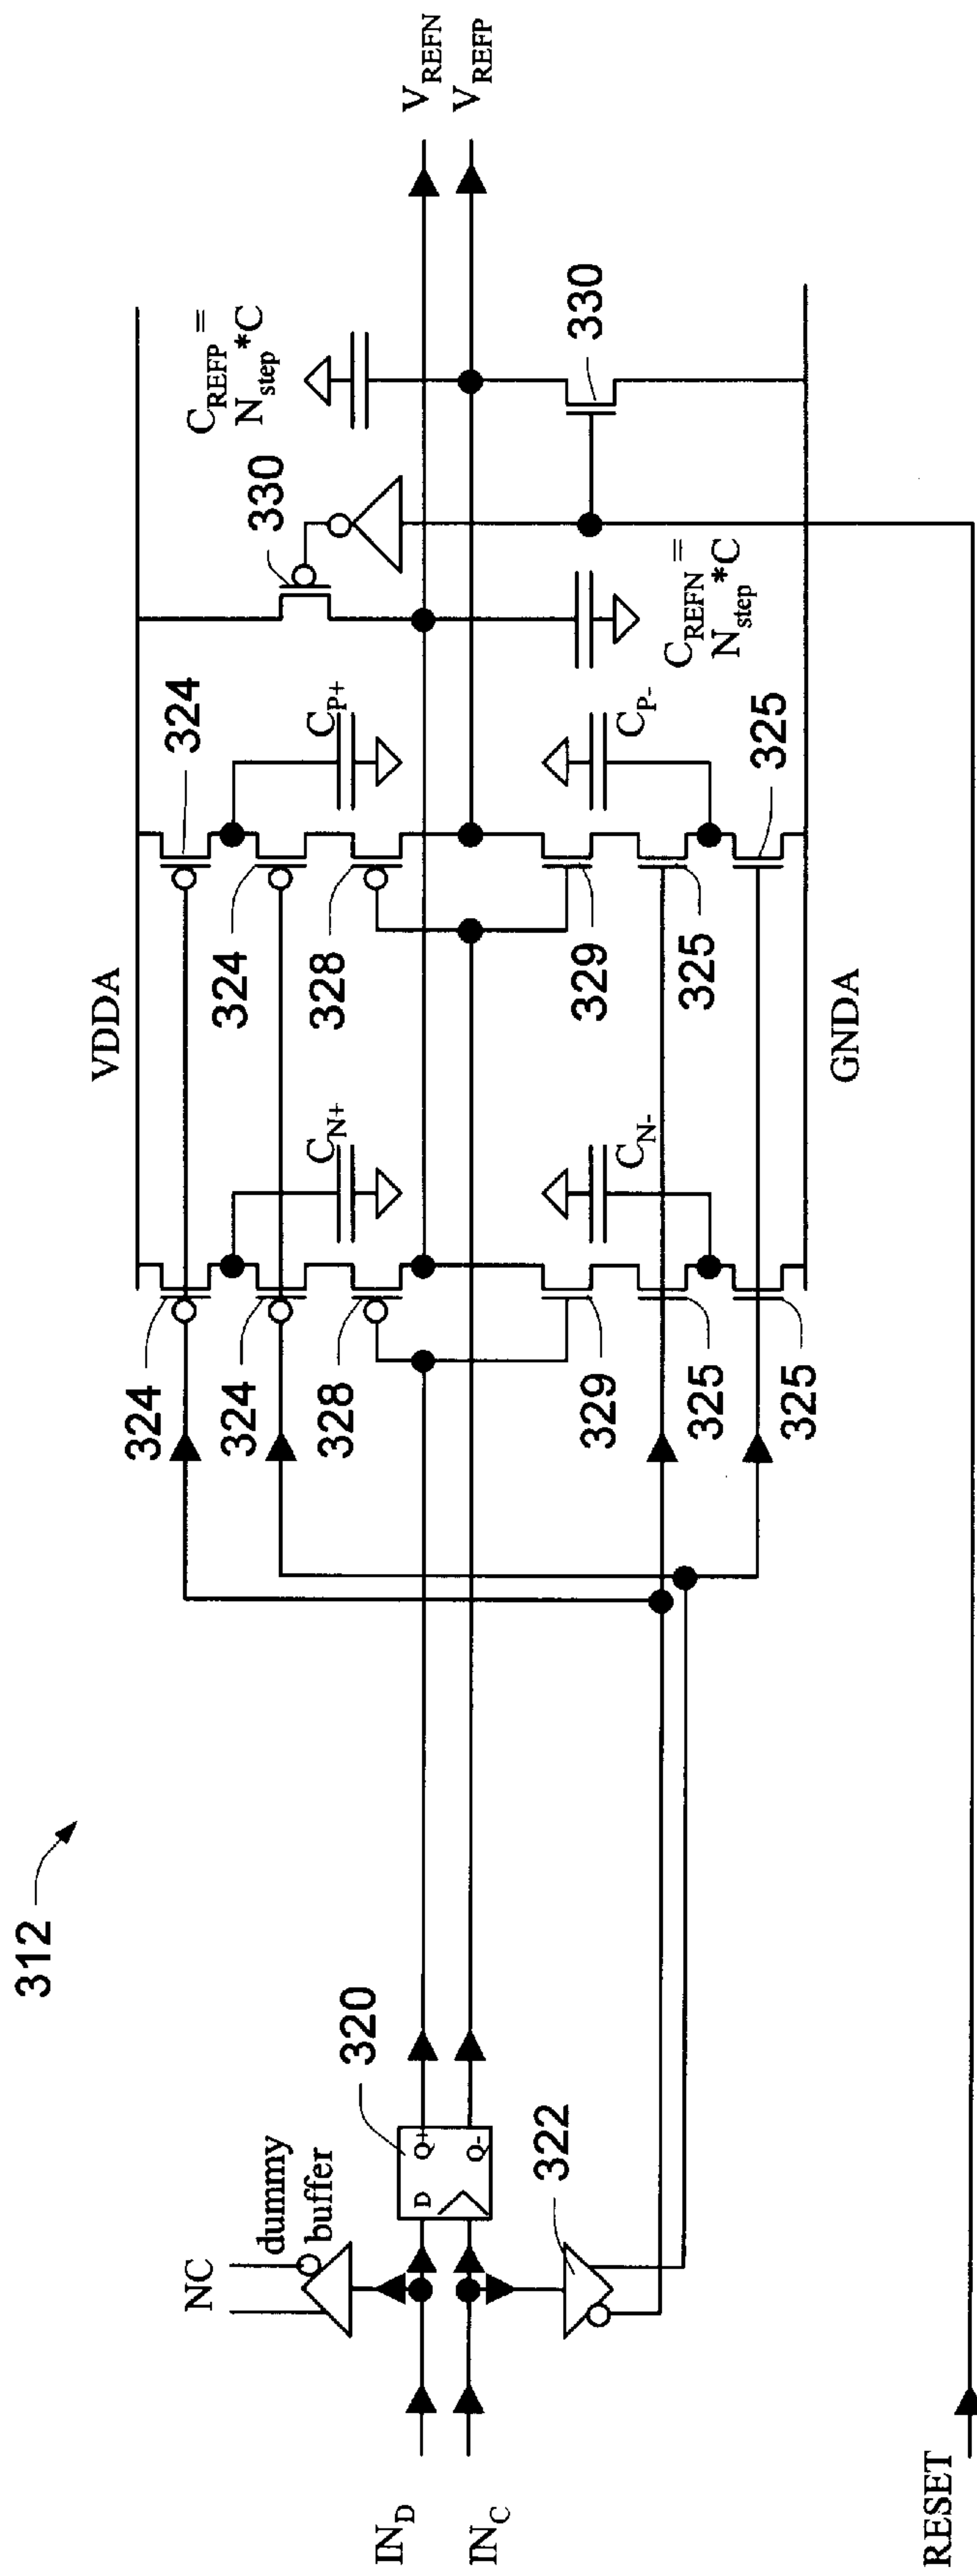 312
VDDA
324
324
324
324
328
328
C_N+
C_P+
330
C_REFP =
N_step*C
V_REFN
V_REFP
NC
dummy
buffer
320
IN_D
D
Q+
IN_C
Q-
322
329
329
C_N-
C_P-
C_REFN =
N_step*C
330
325
325
325
325
GNDA
RESET